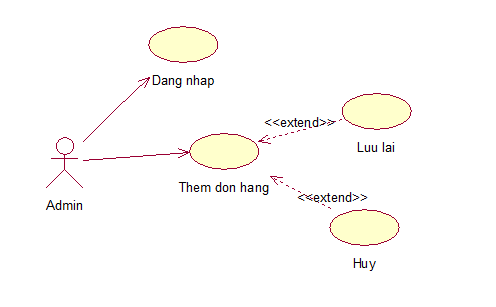 Dang nhap
<<extend>>
Luu lai
Them don hang
<<extend>>
Admin
Huy